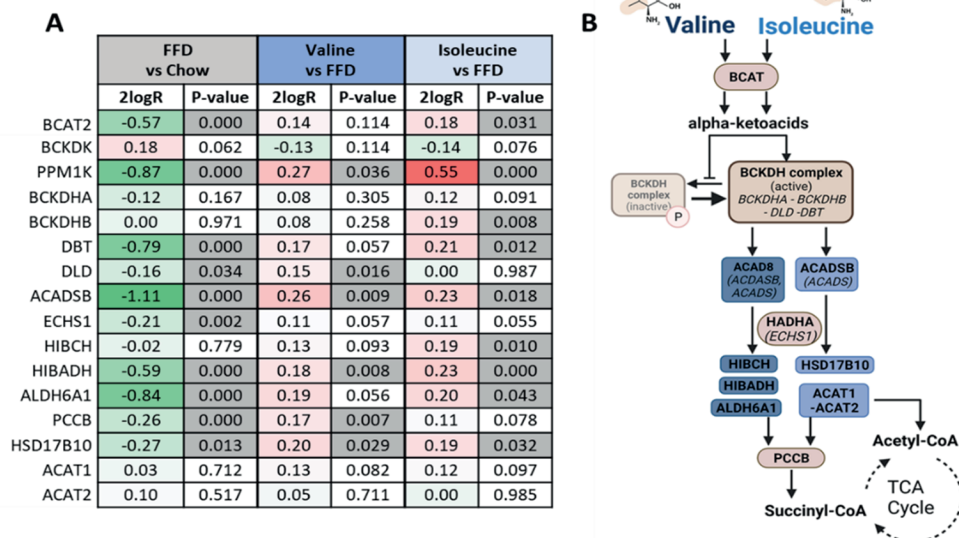 A
FFD
vs Chow
Valine
vs FFD
Isoleucine
vs FFD
2logR P-value 2logR P-value 2logR P-value
BCAT2 -0.57 0.000 0.14 0.114 0.18 0.031
BCKDK 0.18 0.062 -0.13 0.114 -0.14 0.076
PPM1K -0.87 0.000 0.27 0.036 0.55 0.000
BCKDHA -0.12 0.167 0.08 0.305 0.12 0.091
BCKDHB 0.00 0.971 0.08 0.258 0.19 0.008
DBT -0.79 0.000 0.17 0.057 0.21 0.012
DLD -0.16 0.034 0.15 0.016 0.00 0.987
ACADSB -1.11 0.000 0.26 0.009 0.23 0.018
ECHS1 -0.21 0.002 0.11 0.057 0.11 0.055
HIBCH -0.02 0.779 0.13 0.093 0.19 0.010
HIBADH -0.59 0.000 0.18 0.008 0.23 0.000
ALDH6A1 -0.84 0.000 0.19 0.056 0.20 0.043
PCCB -0.26 0.000 0.17 0.007 0.11 0.078
HSD17B10 -0.27 0.013 0.20 0.029 0.19 0.032
ACAT1 0.03 0.712 0.13 0.082 0.12 0.097
ACAT2 0.10 0.517 0.05 0.711 0.00 0.985
B
OH
NH₂
OH
NH₂
Valine
Isoleucine
BCAT
alpha-ketoacids
BCKDH
complex
(inactive)
P
BCKDH complex
(active)
BCKDHA - BCKDHB
- DLD -DBT
ACAD8
(ACDASB,
ACADS)
ACADSB
(ACADS)
HADHA
(ECHS1)
HIBCH
HIBADH
ALDH6A1
HSD17B10
ACAT1
-ACAT2
PCCB
Acetyl-CoA
Succinyl-CoA
TCA
Cycle